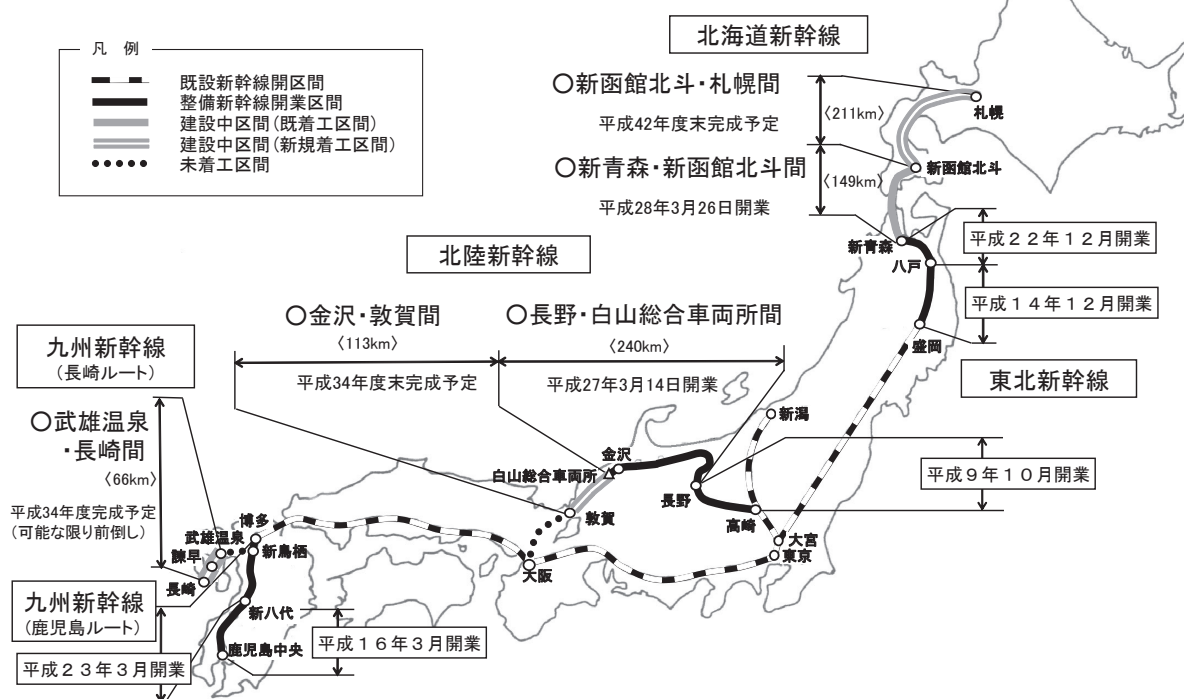 凡 例
既設新幹線開区間
整備新幹線開業区間
建設中区間(既着工区間)
建設中区間(新規着工区間)
未着工区間
北海道新幹線
○新函館北斗・札幌間
〈211km〉
平成42年度末完成予定
札幌
○新青森・新函館北斗間
〈149km〉
新函館北斗
平成28年3月26日開業
新青森
平成22年12月開業
八戸
平成14年12月開業
盛岡
東北新幹線
北陸新幹線
○金沢・敦賀間
〈113km〉
平成34年度末完成予定
○長野・白山総合車両所間
〈240km〉
平成27年3月14日開業
新潟
金沢
白山総合車両所
長野
平成9年10月開業
高崎
敦賀
大宮
東京
大阪
九州新幹線
(長崎ルート)
○武雄温泉
・長崎間
〈66km〉
平成34年度完成予定
(可能な限り前倒し)
博多
武雄温泉
新鳥栖
諫早
長崎
九州新幹線
(鹿児島ルート)
新八代
平成16年3月開業
鹿児島中央
平成23年3月開業